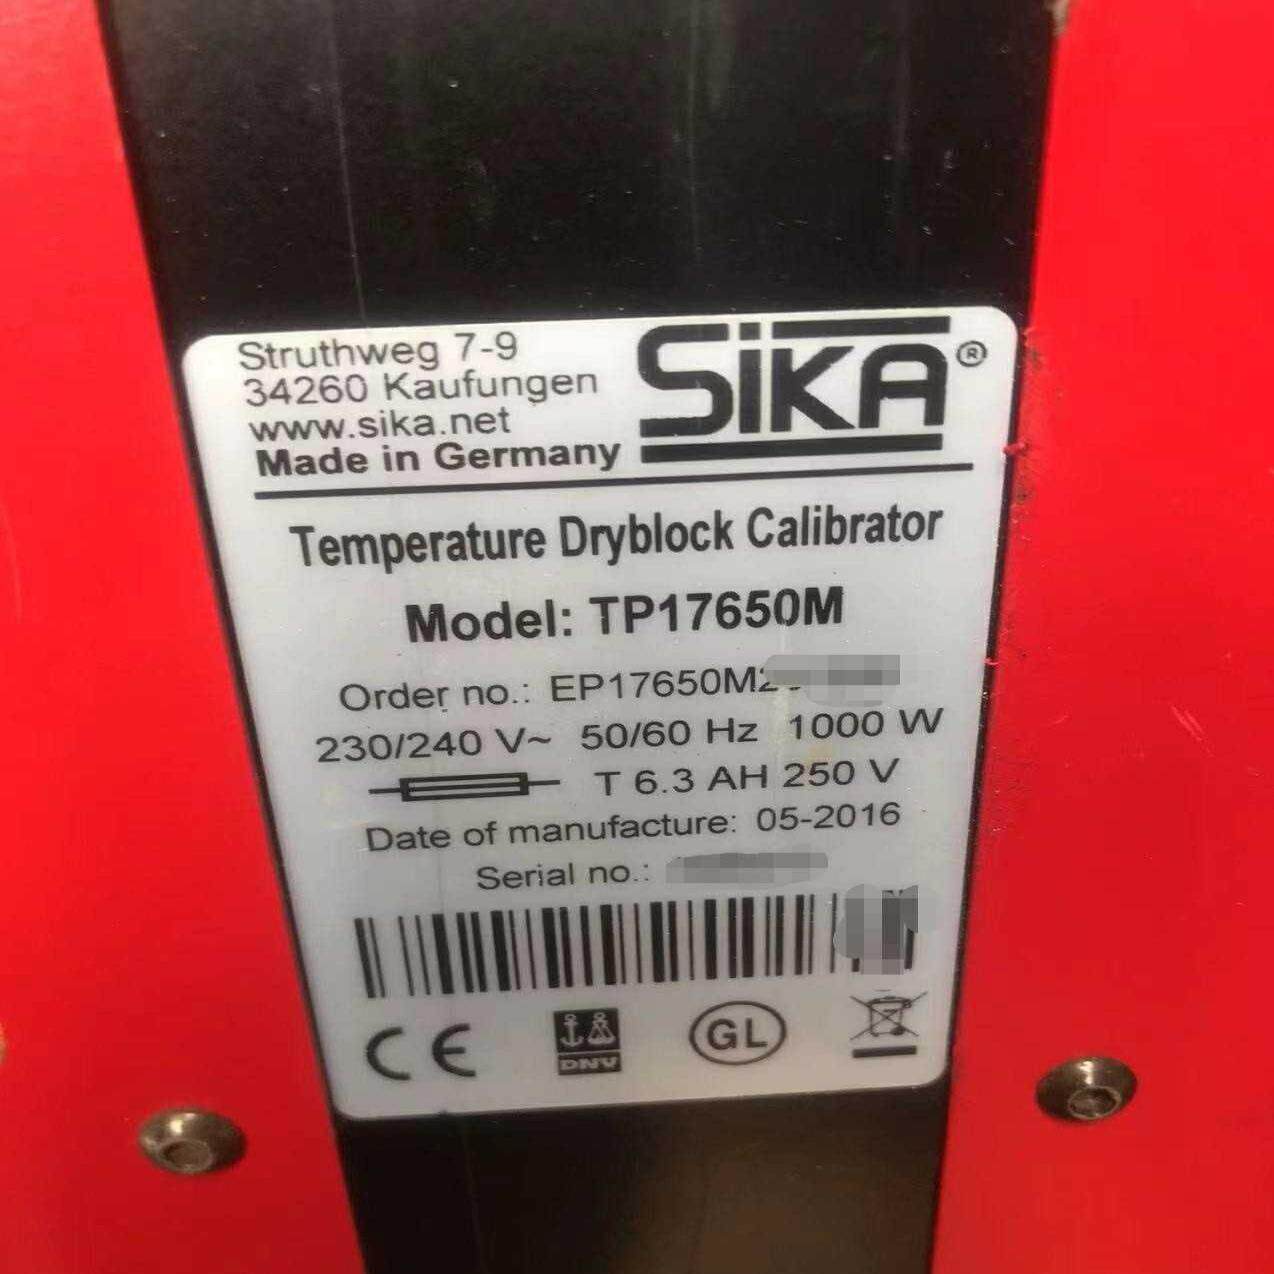 Struthweg 7-9
34260 Kaufungen
www.sika.net
Made in Germany
SiKA®
Temperature Dryblock Calibrator
Model: TP17650M
Order no.: EP17650M
230/240 V~ 50/60 Hz 1000 W
T 6.3 AH 250 V
Date of manufacture: 05-2016
Serial no.:
CE
DNV
GL